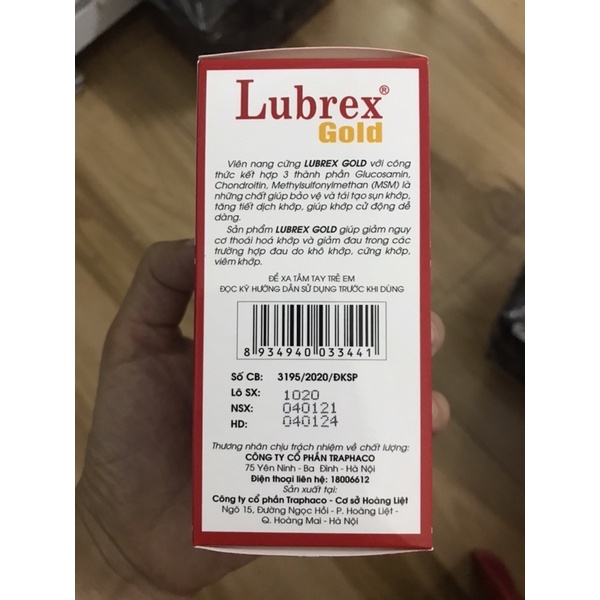 Lubrex®
Gold
Viên nang cứng LUBREX GOLD với công
thức kết hợp 3 thành phần Glucosamin,
Chondroitin, Methylsulfonylmethan (MSM) là
những chất giúp bảo vệ và tái tạo sụn khớp,
tăng tiết dịch khớp, giúp khớp cử động dễ
dàng.
Sản phẩm LUBREX GOLD giúp giảm nguy
cơ thoái hoá khớp và giảm đau trong các
trường hợp đau do khô khớp, cứng khớp,
viêm khớp.
ĐỂ XA TẦM TAY TRẺ EM
ĐỌC KỸ HƯỚNG DẪN SỬ DỤNG TRƯỚC KHI DÙNG
8 934940 033441
Số CB: 3195/2020/ĐKSP
Lô SX: 1020
NSX: 040121
HD: 040124
Thương nhân chịu trách nhiệm về chất lượng:
CÔNG TY CỔ PHẦN TRAPHACO
75 Yên Ninh - Ba Đình - Hà Nội
Điện thoại liên hệ: 18006612
Sản xuất tại:
Công ty cổ phần Traphaco - Cơ sở Hoàng Liệt
Ngõ 15, Đường Ngọc Hồi - P. Hoàng Liệt -
Q. Hoàng Mai - Hà Nội